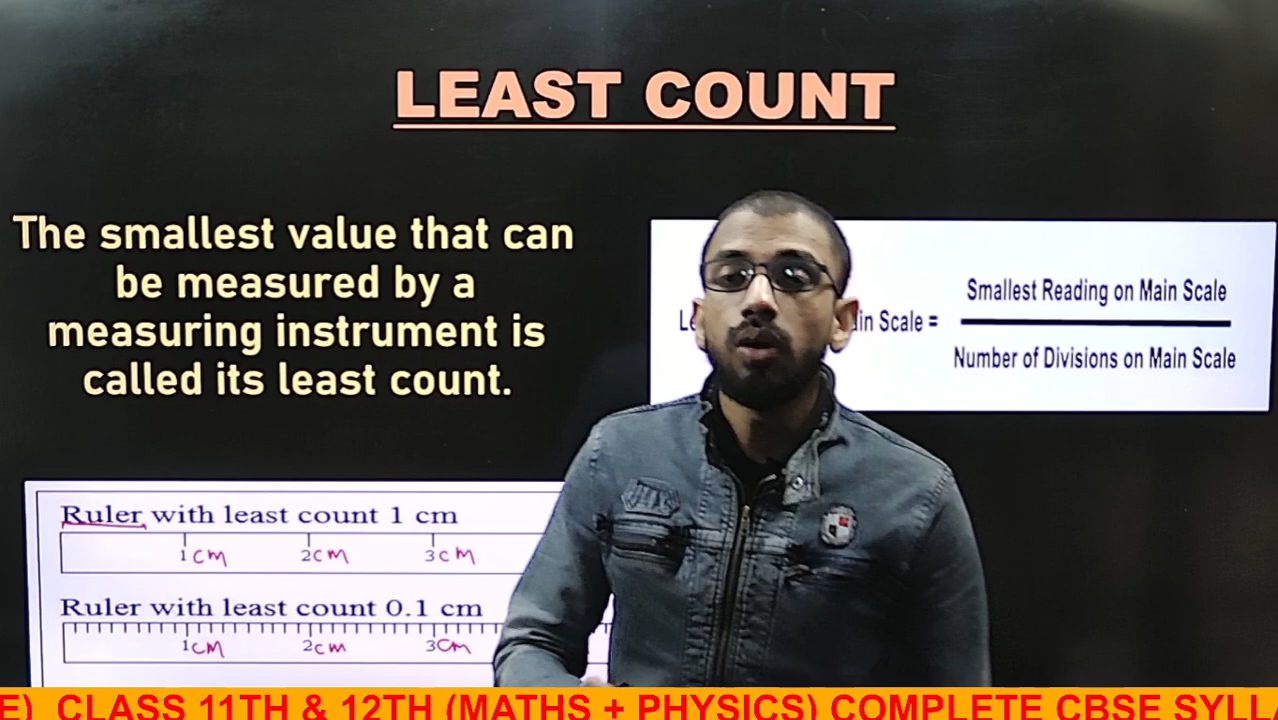 LEAST COUNT
The smallest value that can
be measured by a
measuring instrument is
called its least count.
Smallest Reading on Main Scale
Scale =
Number of Divisions on Main Scale
Ruler with least count 1 cm
1cm 2cm 3cm
Ruler with least count 0.1 cm
1cm 2cm 3cm
CLASS 11TH & 12TH (MATHS + PHYSICS) COMPLETE CBSE